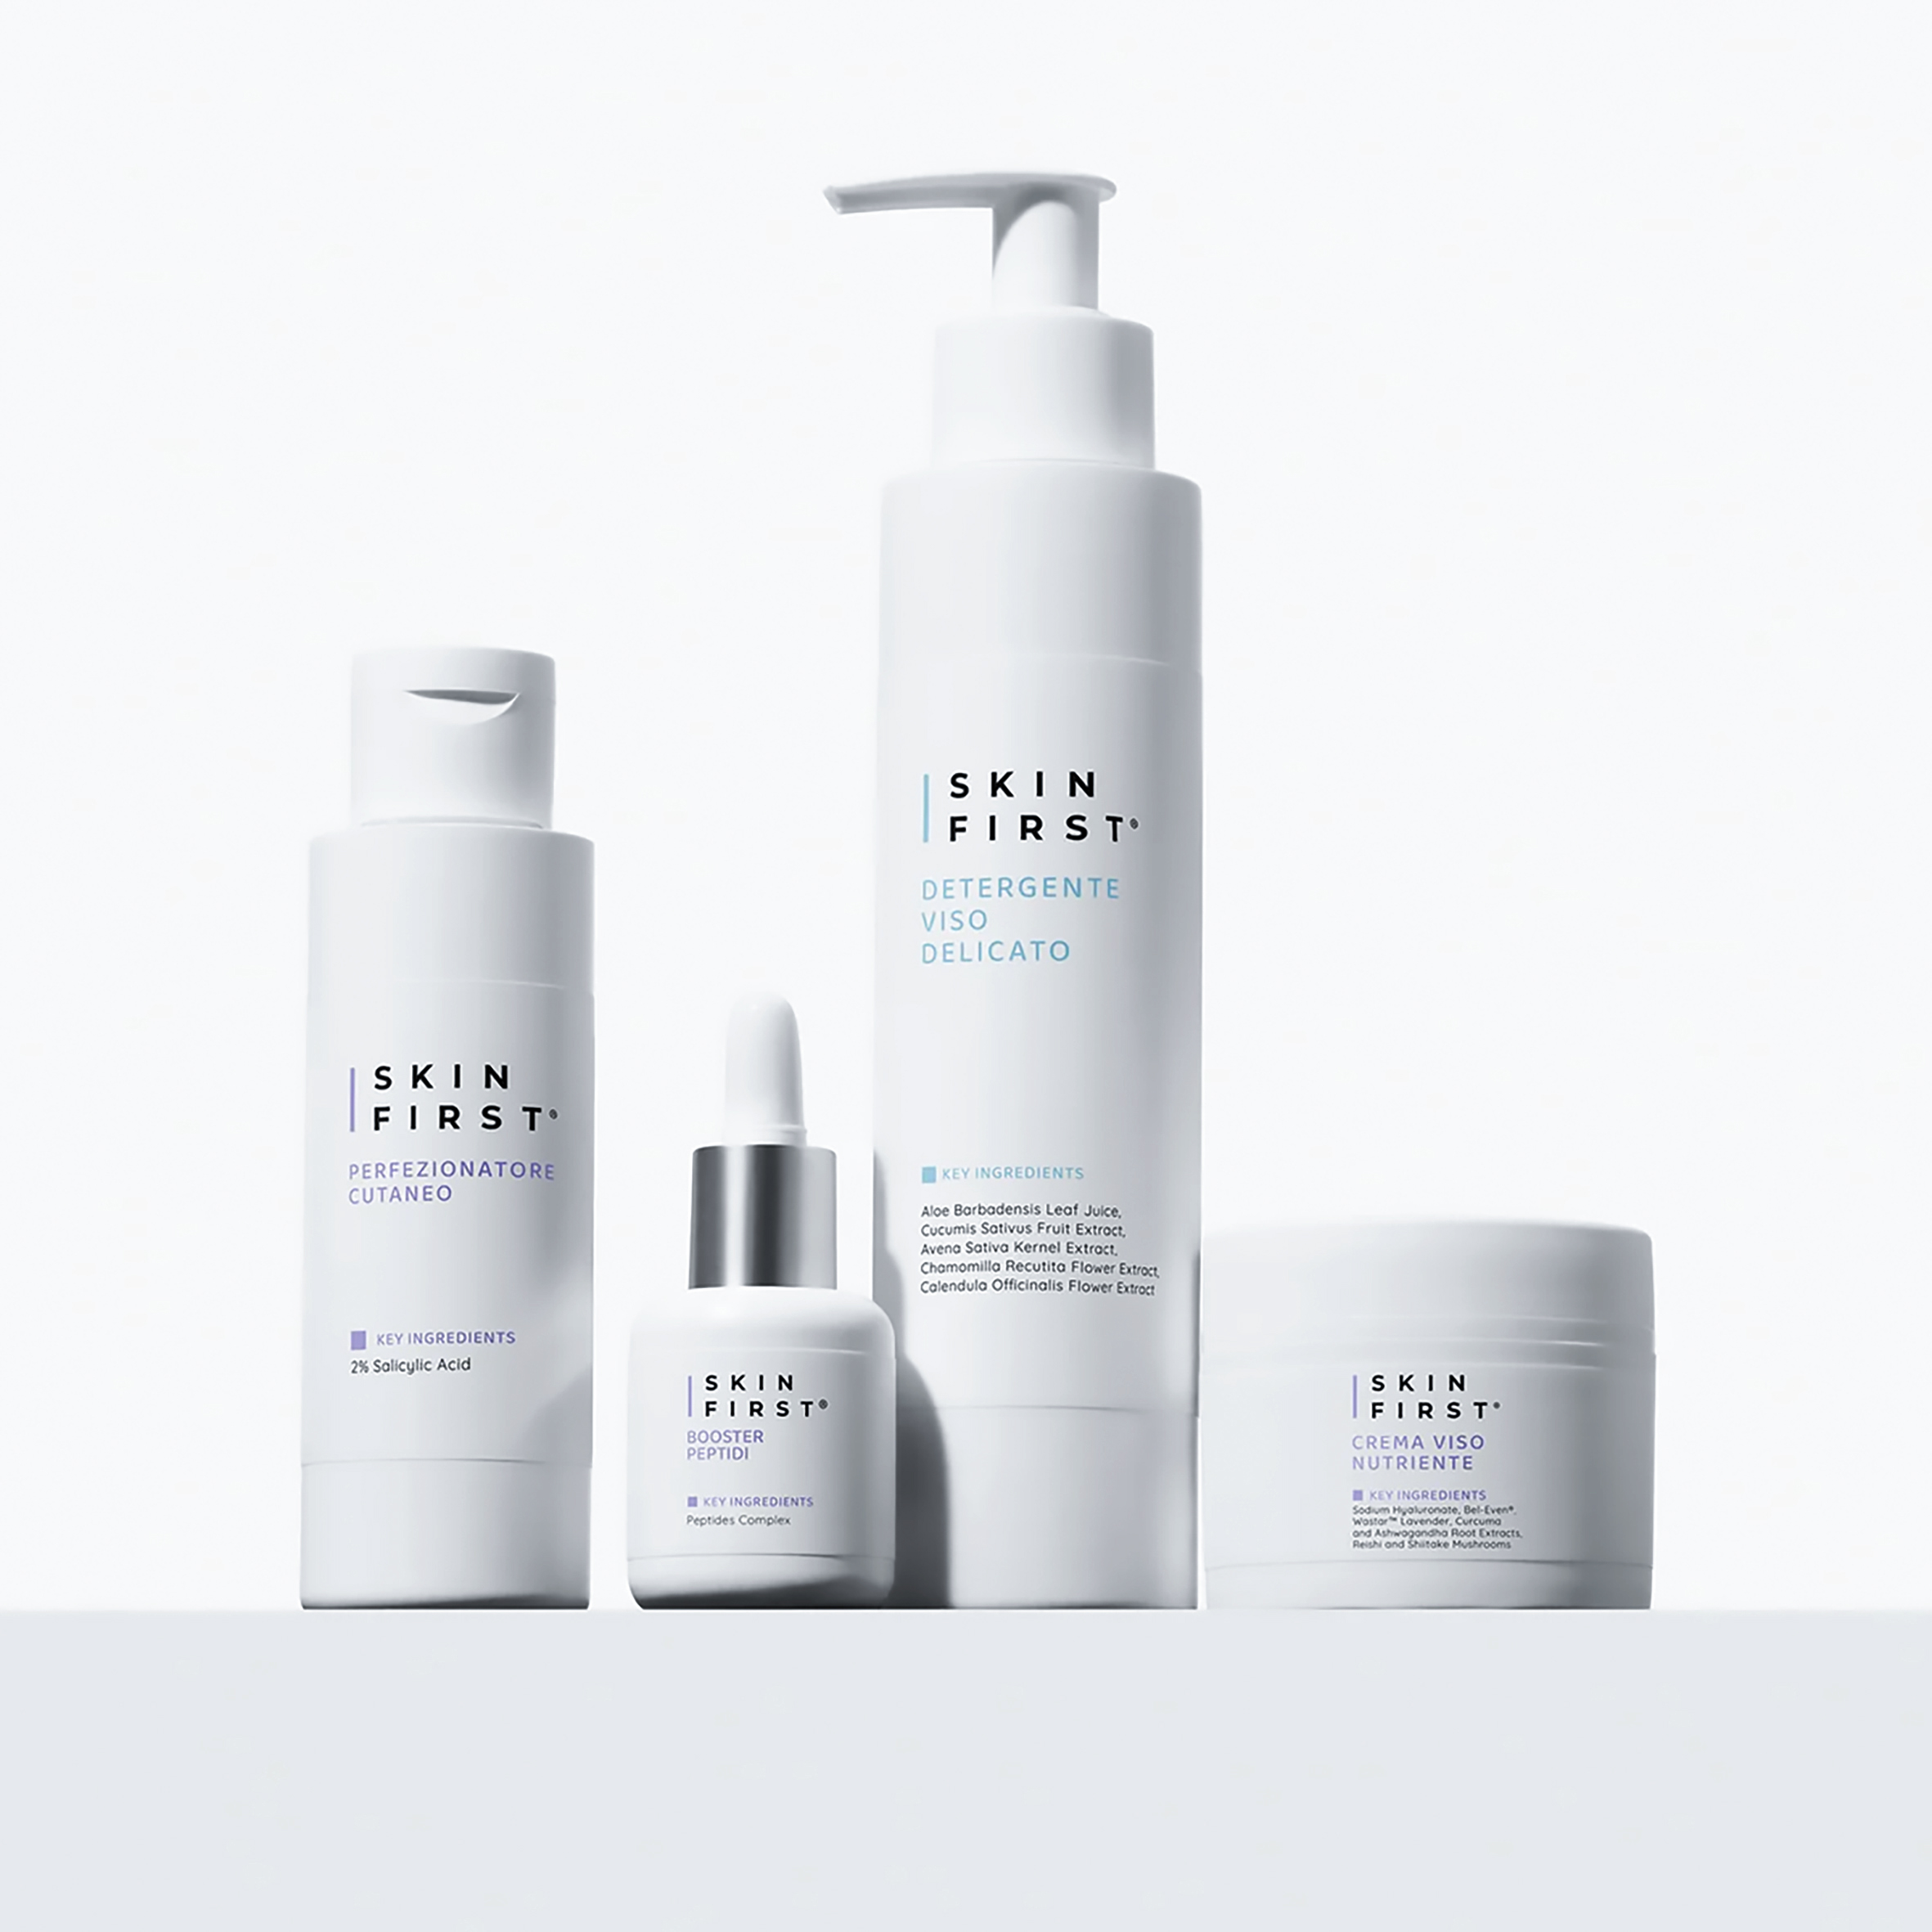 SKIN
FIRST®
PERFEZIONATORE
CUTANEO
KEY INGREDIENTS
2% Salicylic Acid
SKIN
FIRST®
BOOSTER
PEPTIDI
KEY INGREDIENTS
Peptides Complex
SKIN
FIRST®
DETERGENTE
VISO
DELICATO
KEY INGREDIENTS
Aloe Barbadensis Leaf Juice,
Cucumis Sativus Fruit Extract,
Avena Sativa Kernel Extract,
Chamomilla Recutita Flower Extract,
Calendula Officinalis Flower Extract
SKIN
FIRST®
CREMA VISO
NUTRIENTE
KEY INGREDIENTS
Sodium Hyaluronate, Bel-Even®,
Wastar™ Lavender, Curcuma
and Ashwagandha Root Extracts,
Reishi and Shiitake Mushrooms